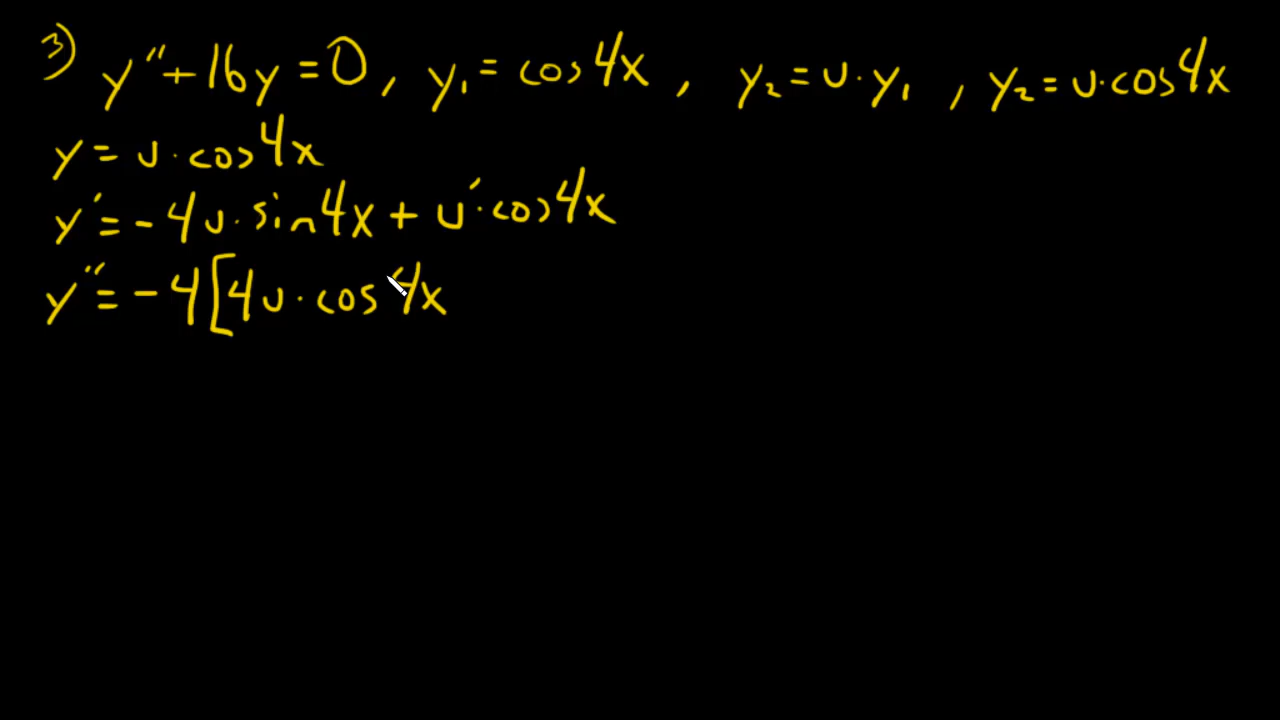 3) y" + 16y = 0, y₁ = cos4x, y₂ = u·y₁, y₂ = u·cos4x
y = u·cos4x
y' = -4u·sin4x + u'·cos4x
y" = -4[4u·cos4x